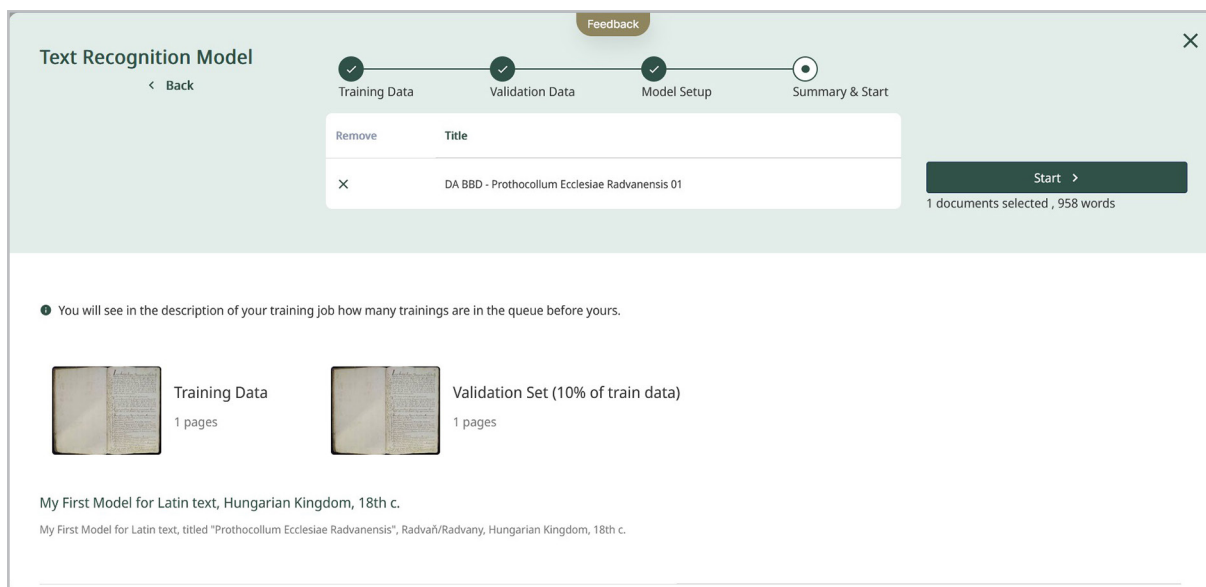 Feedback
Text Recognition Model
Back
Training Data
Validation Data
Model Setup
Summary & Start
Remove Title
DA BBD - Prothocollum Ecclesiae Radvanensis 01
Start
1 documents selected , 958 words
You will see in the description of your training job how many trainings are in the queue before yours.
Training Data
1 pages
Validation Set (10% of train data)
1 pages
My First Model for Latin text, Hungarian Kingdom, 18th c.
My First Model for Latin text, titled "Prothocollum Ecclesiae Radvanensis", Radvaň/Radvany, Hungarian Kingdom, 18th c.